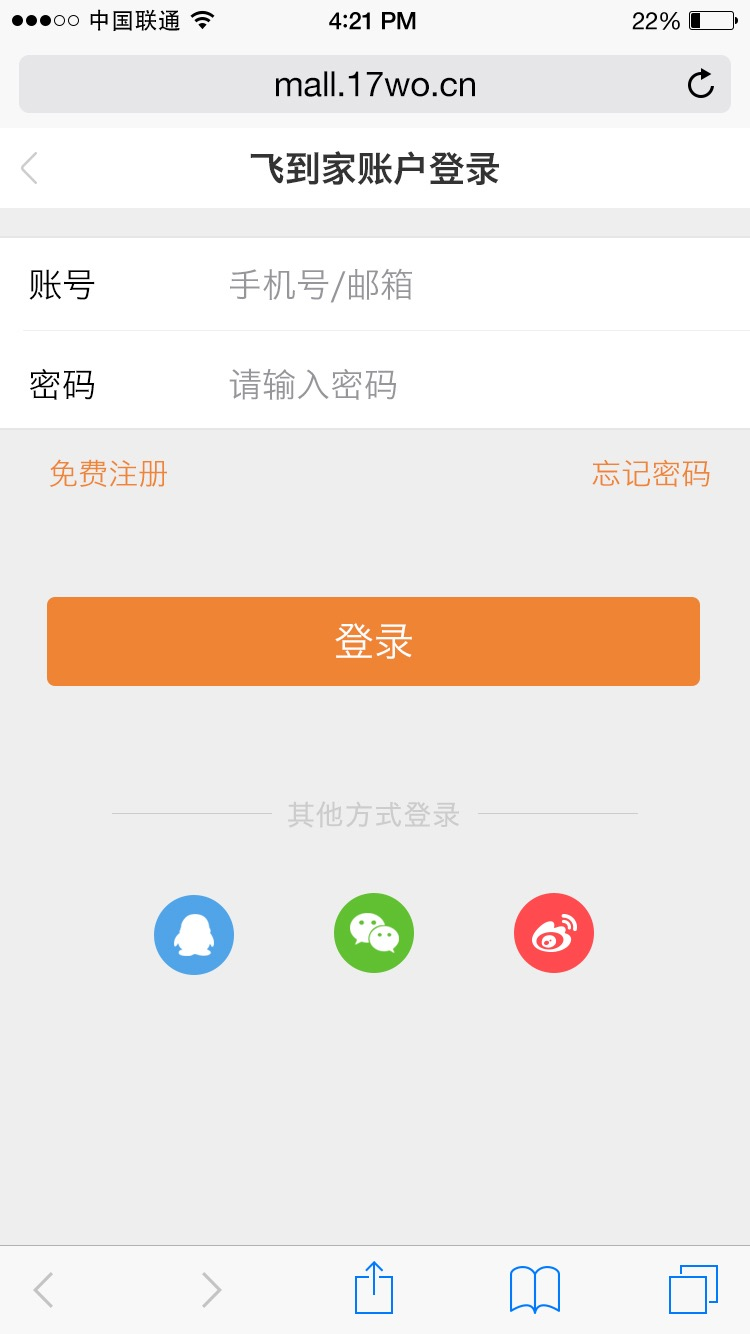 中国联通 4:21 PM 22%
mall.17wo.cn
飞到家账户登录
账号 手机号/邮箱
密码 请输入密码
免费注册 忘记密码
登录
其他方式登录